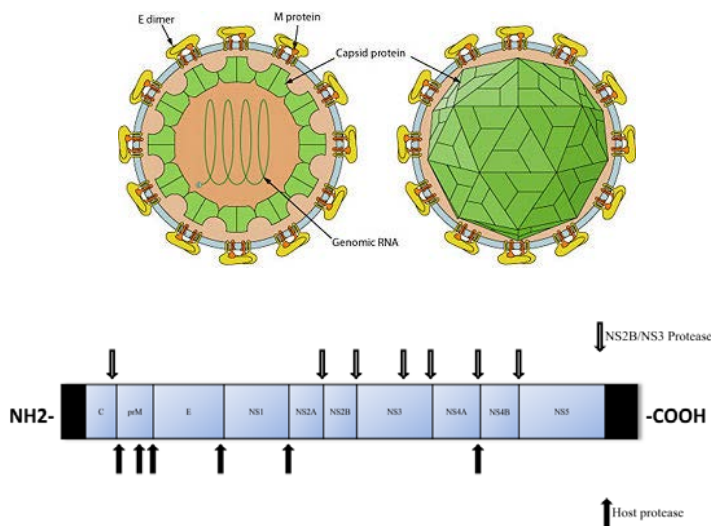 E dimer
M protein
Capsid protein
Genomic RNA
NS2B/NS3 Protease
NH2-
C
prM
E
NS1
NS2A
NS2B
NS3
NS4A
NS4B
NS5
-COOH
Host protease